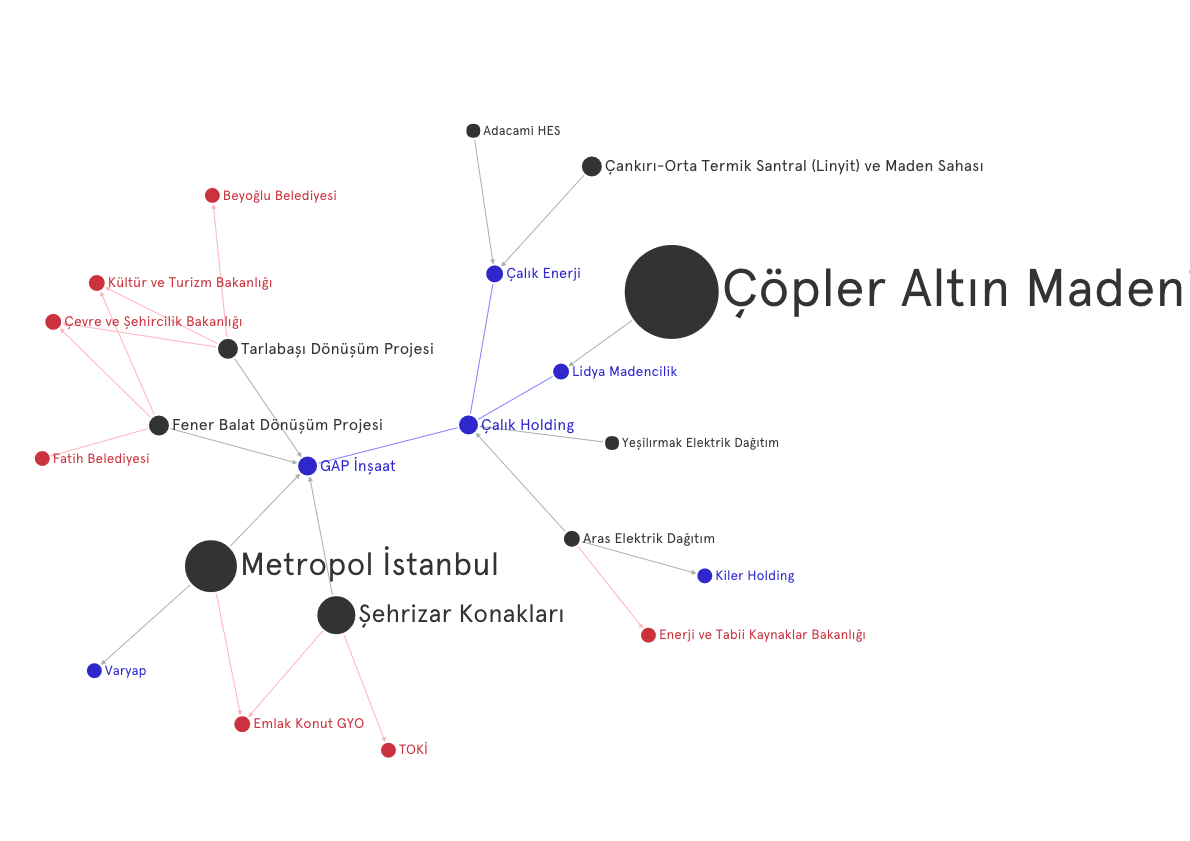 Adacami HES
Çankırı-Orta Termik Santral (Linyit) ve Maden Sahası
Beyoğlu Belediyesi
Çalık Enerji
Kültür ve Turizm Bakanlığı
Çöpler Altın Maden
Çevre ve Şehircilik Bakanlığı
Tarlabaşı Dönüşüm Projesi
Lidya Madencilik
Fener Balat Dönüşüm Projesi
Çalık Holding
Yeşilırmak Elektrik Dağıtım
Fatih Belediyesi
GAP İnşaat
Aras Elektrik Dağıtım
Metropol İstanbul
Kiler Holding
Şehrizar Konakları
Enerji ve Tabii Kaynaklar Bakanlığı
Varyap
Emlak Konut GYO
TOKİ